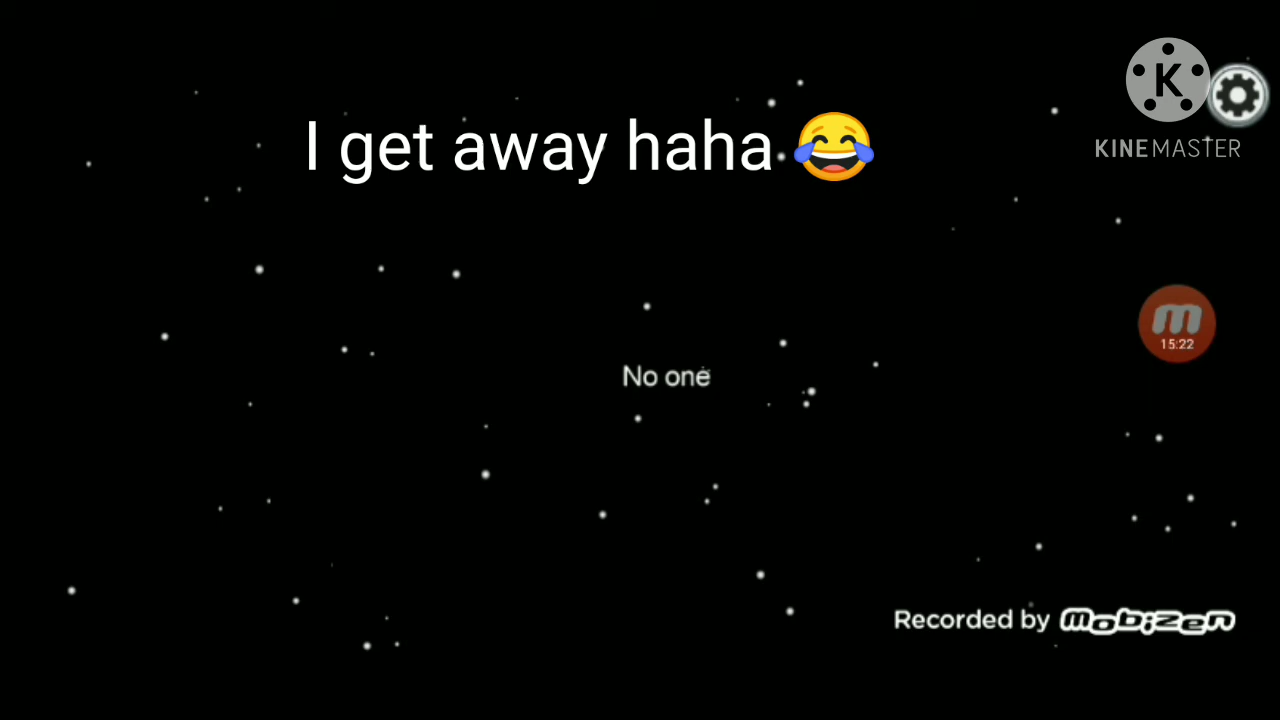 I get away haha 😂
K
KINEMASTER
m
15:22
No one
Recorded by mobizen